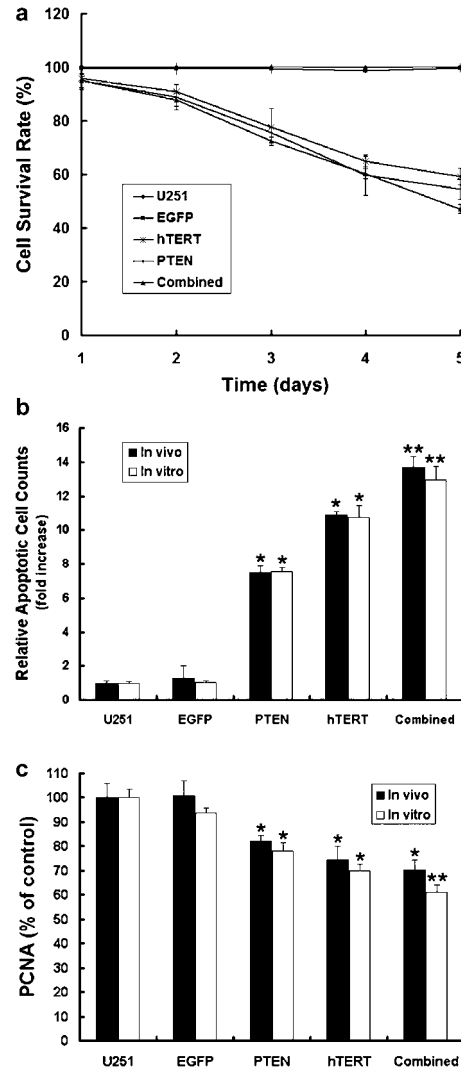 a
Cell Survival Rate (%)
120
100
80
60
40
20
0
U251
EGFP
hTERT
PTEN
Combined
1 2 3 4 5
Time (days)
b
Relative Apoptotic Cell Counts
(fold increase)
16
14
12
10
8
6
4
2
0
In vivo
In vitro
* *
* *
** **
U251 EGFP PTEN hTERT Combined
c
PCNA (% of control)
110
100
90
80
70
60
50
40
30
20
10
0
In vivo
In vitro
* *
* *
* **
U251 EGFP PTEN hTERT Combined